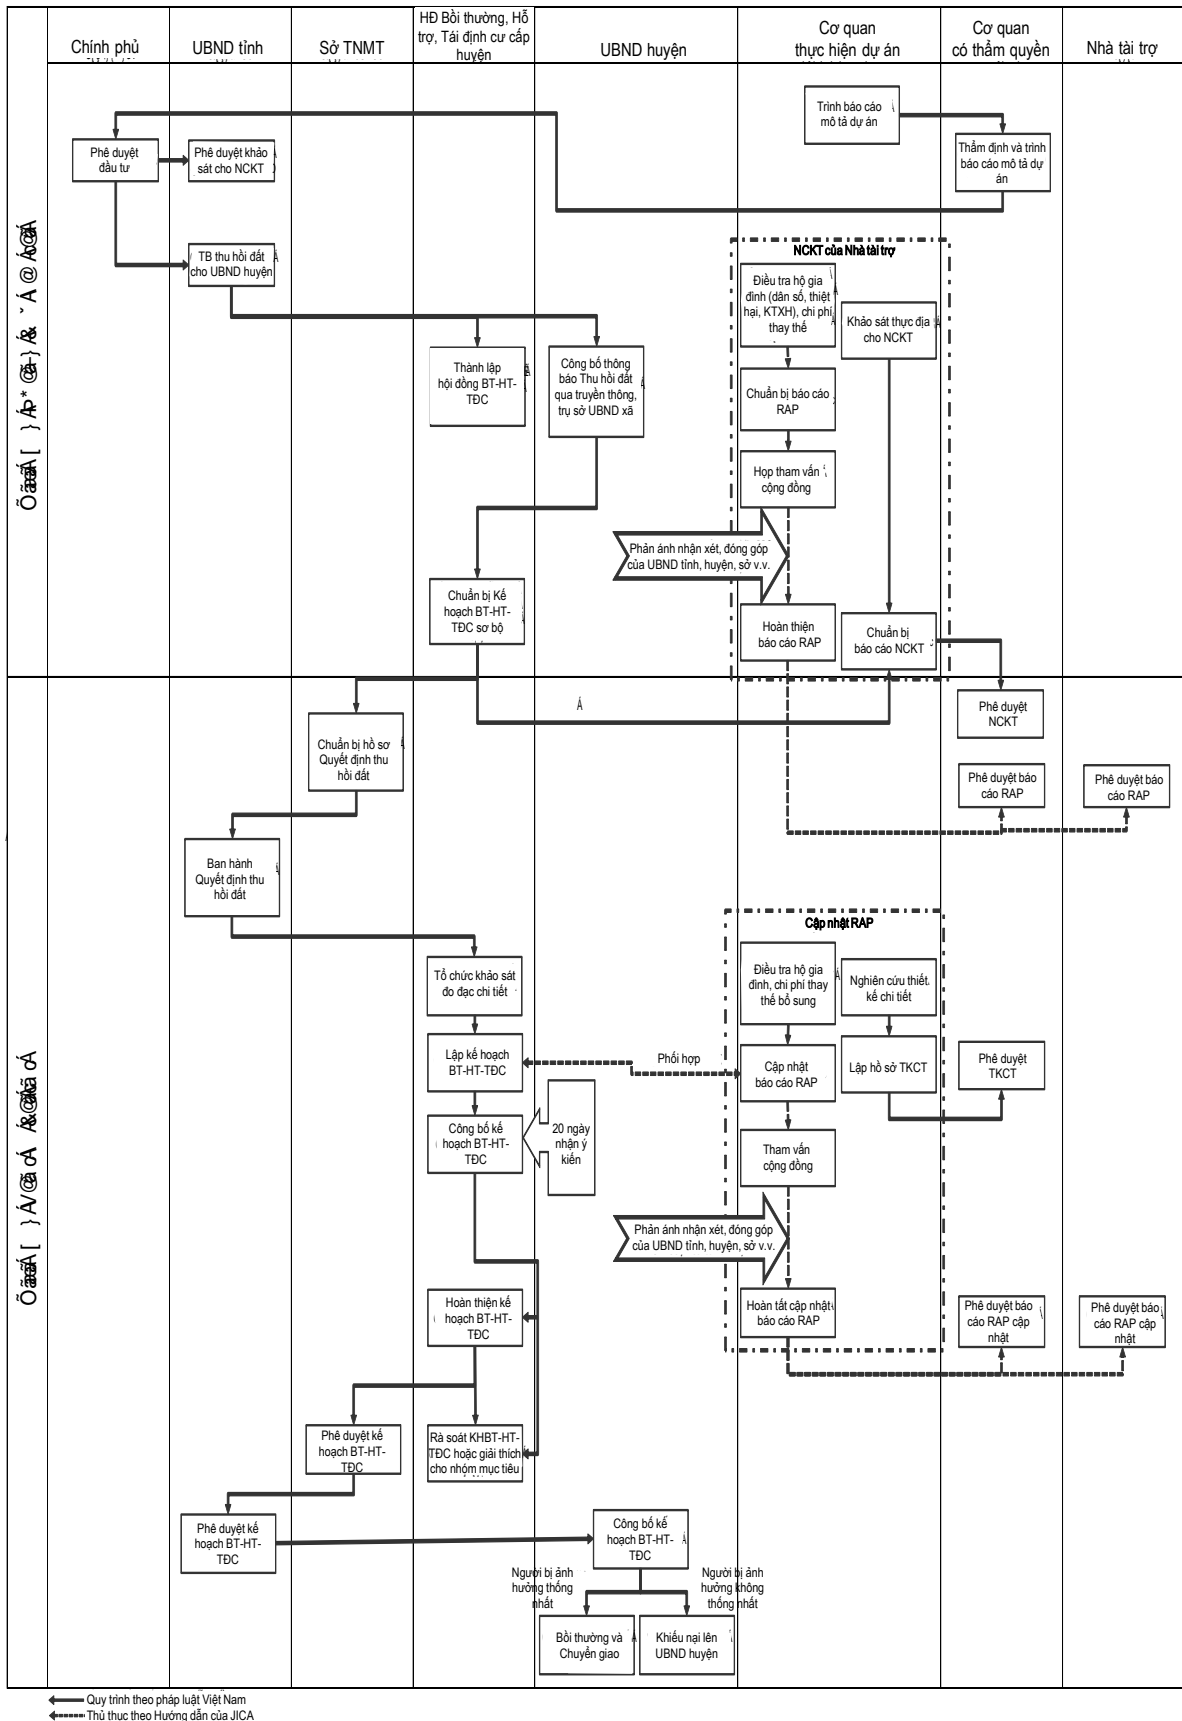 Chính phủ
UBND tỉnh
Sở TNMT
HĐ Bồi thường, Hỗ
trợ, Tái định cư cấp
huyện
UBND huyện
Cơ quan
thực hiện dự án
Cơ quan
có thẩm quyền
Nhà tài trợ
Trình báo cáo
mô tả dự án
Phê duyệt
đầu tư
Phê duyệt khảo
sát cho NCKT
Thẩm định và trình
báo cáo mô tả dự
án
TB thu hồi đất
cho UBND huyện
NCKT của Nhà tài trợ
Điều tra hộ gia
đình (dân số, thiệt
hại, KTXH), chi phí
thay thế
Khảo sát thực địa
cho NCKT
Thành lập
hội đồng BT-HT-
TĐC
Công bố thông
báo Thu hồi đất
qua truyền thông,
trụ sở UBND xã
Chuẩn bị báo cáo
RAP
Họp tham vấn
cộng đồng
Phản ánh nhận xét, đóng góp
của UBND tỉnh, huyện, sở v.v.
Chuẩn bị Kế
hoạch BT-HT-
TĐC sơ bộ
Hoàn thiện
báo cáo RAP
Chuẩn bị
báo cáo NCKT
Phê duyệt
NCKT
Chuẩn bị hồ sơ
Quyết định thu
hồi đất
Phê duyệt báo
cáo RAP
Phê duyệt báo
cáo RAP
Ban hành
Quyết định thu
hồi đất
Cập nhật RAP
Tổ chức khảo sát
đo đạc chi tiết
Điều tra hộ gia
đình, chi phí thay
thế bổ sung
Nghiên cứu thiết
kế chi tiết
Lập kế hoạch
BT-HT-TĐC
Phối hợp
Cập nhật
báo cáo RAP
Lập hồ sở TKCT
Phê duyệt
TKCT
Công bố kế
hoạch BT-HT-
TĐC
20 ngày
nhận ý
kiến
Tham vấn
cộng đồng
Phản ánh nhận xét, đóng góp
của UBND tỉnh, huyện, sở v.v.
Hoàn thiện kế
hoạch BT-HT-
TĐC
Hoàn tất cập nhật
báo cáo RAP
Phê duyệt báo
cáo RAP cập
nhật
Phê duyệt báo
cáo RAP cập
nhật
Phê duyệt kế
hoạch BT-HT-
TĐC
Rà soát KHBT-HT-
TĐC hoặc giải thích
cho nhóm mục tiêu
Phê duyệt kế
hoạch BT-HT-
TĐC
Công bố kế
hoạch BT-HT-
TĐC
Người bị ảnh
hưởng thống
nhất
Người bị ảnh
hưởng không
thống nhất
Bồi thường và
Chuyển giao
Khiếu nại lên
UBND huyện
Quy trình theo pháp luật Việt Nam
Thủ thục theo Hướng dẫn của JICA